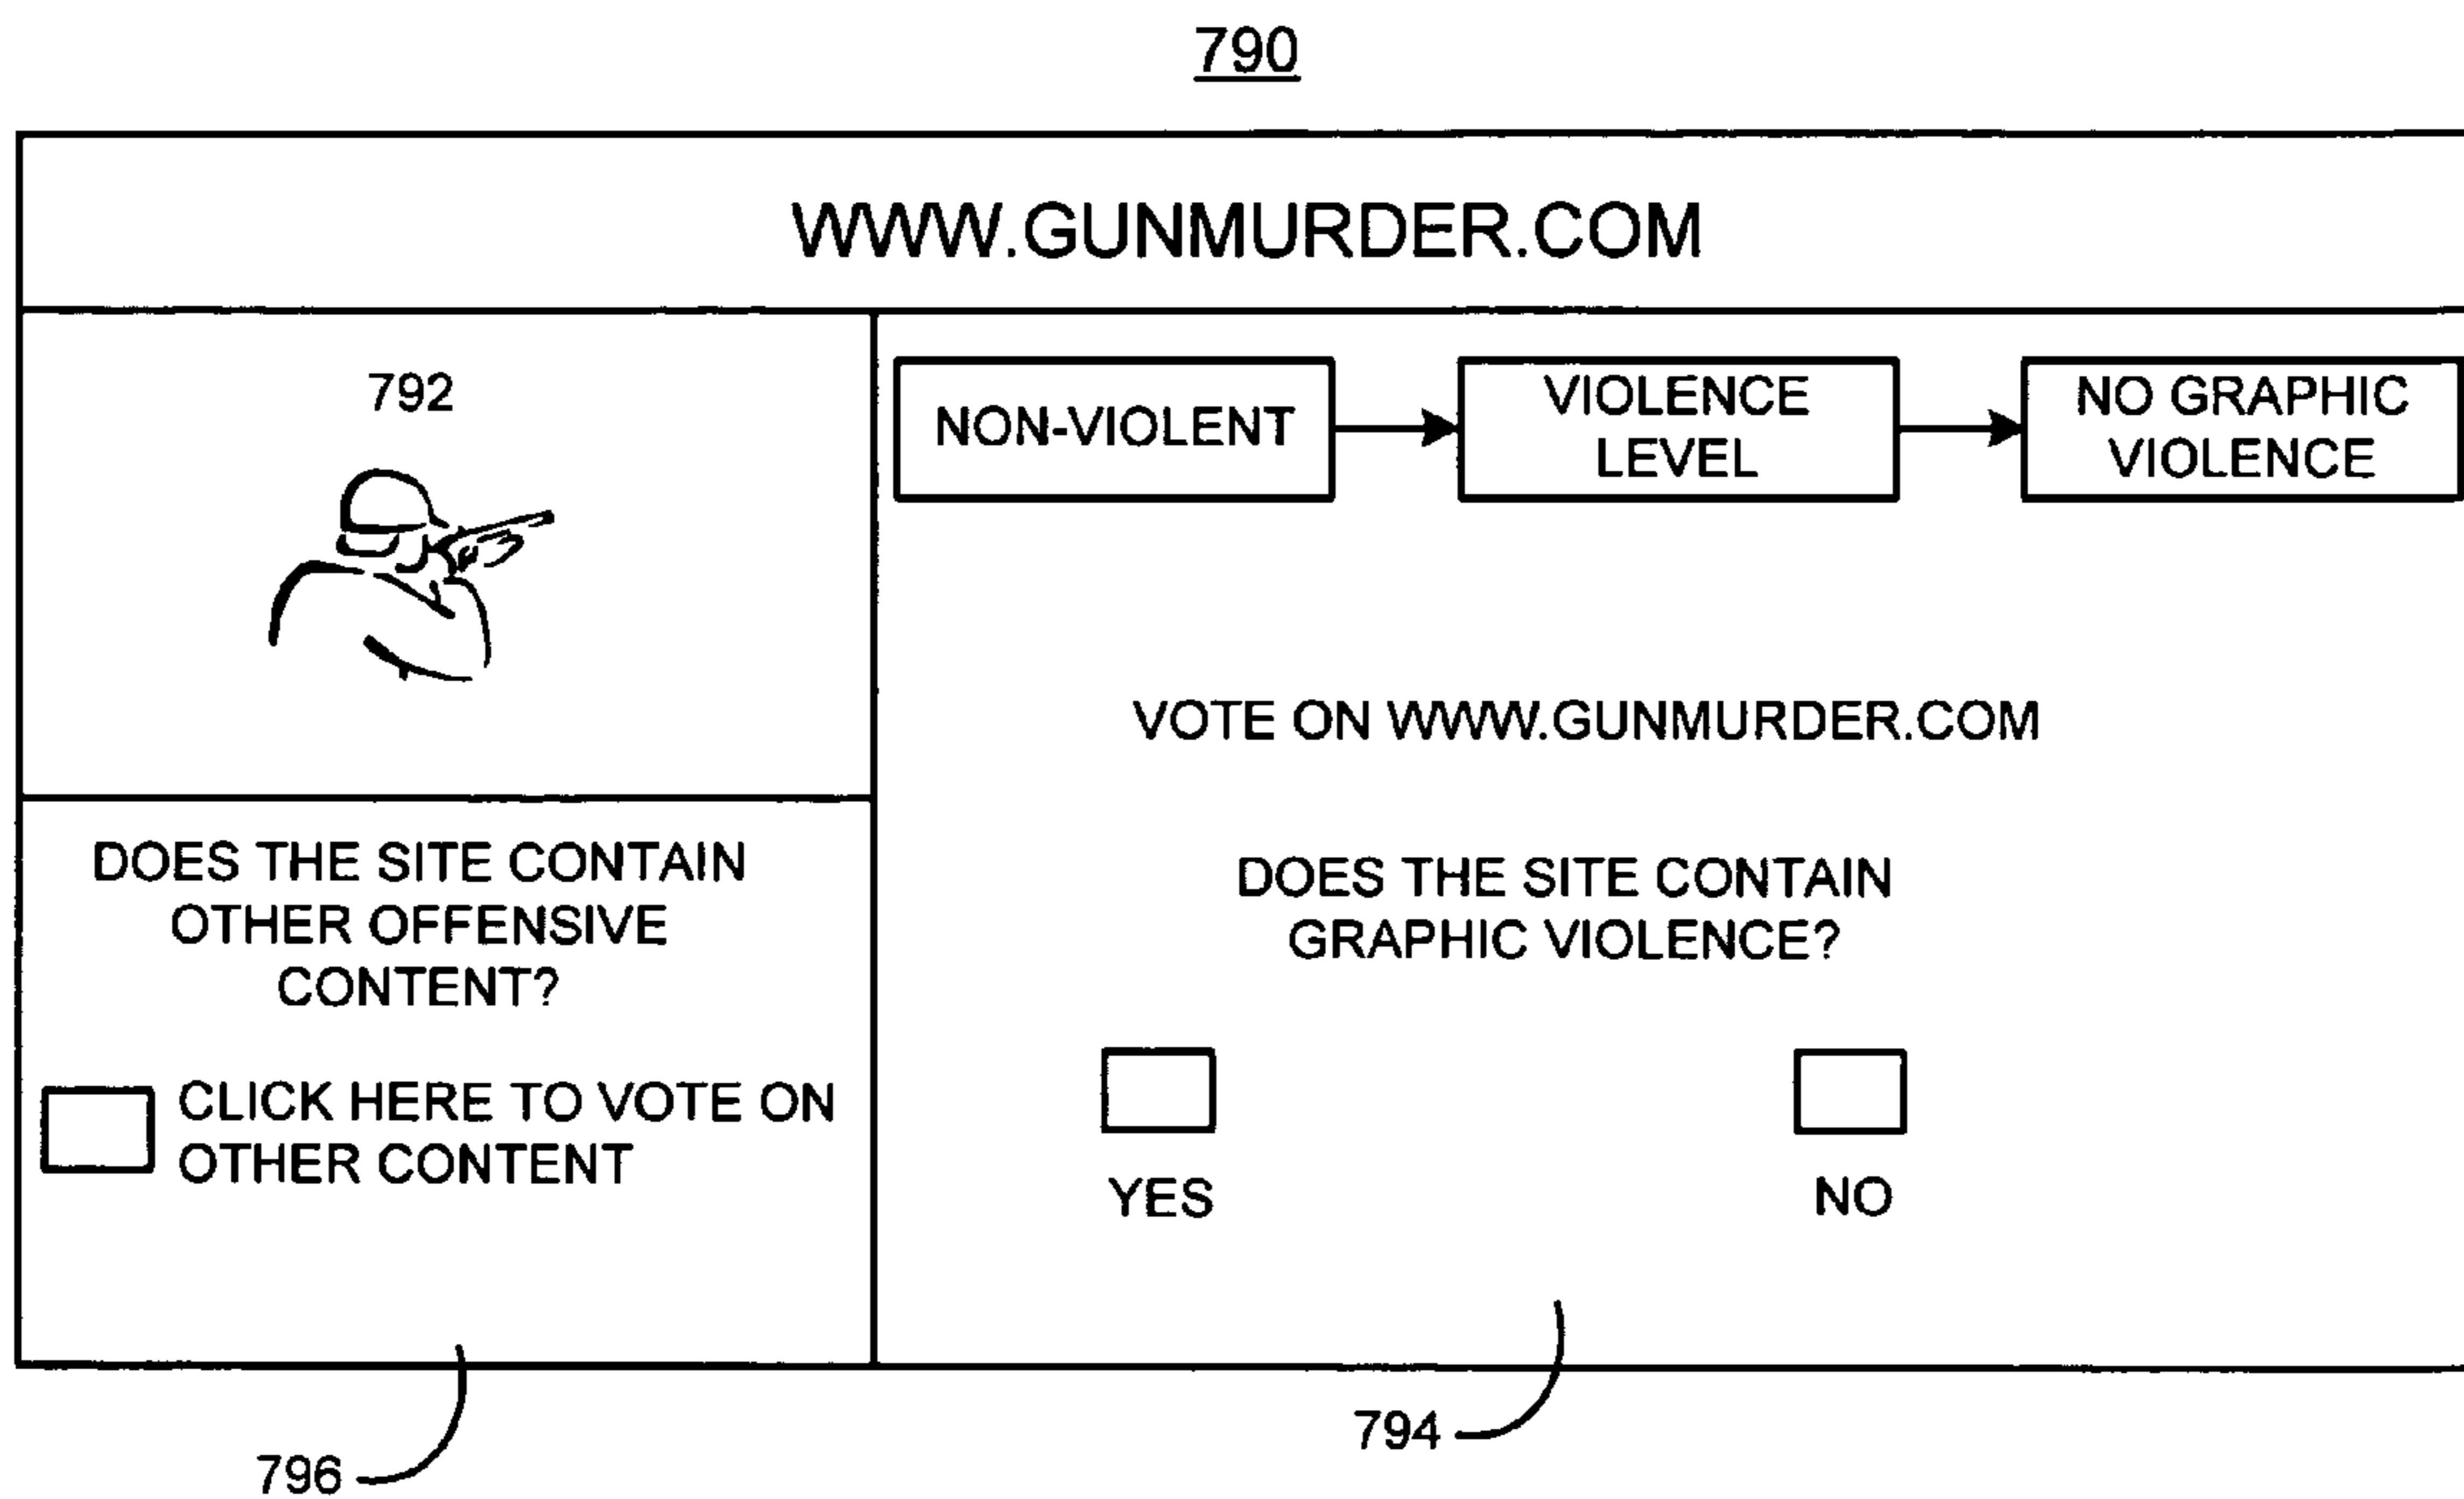 790
WWW.GUNMURDER.COM
792
NON-VIOLENT
VIOLENCE
LEVEL
NO GRAPHIC
VIOLENCE
VOTE ON WWW.GUNMURDER.COM
DOES THE SITE CONTAIN
GRAPHIC VIOLENCE?
YES
NO
DOES THE SITE CONTAIN
OTHER OFFENSIVE
CONTENT?
CLICK HERE TO VOTE ON
OTHER CONTENT
794
796